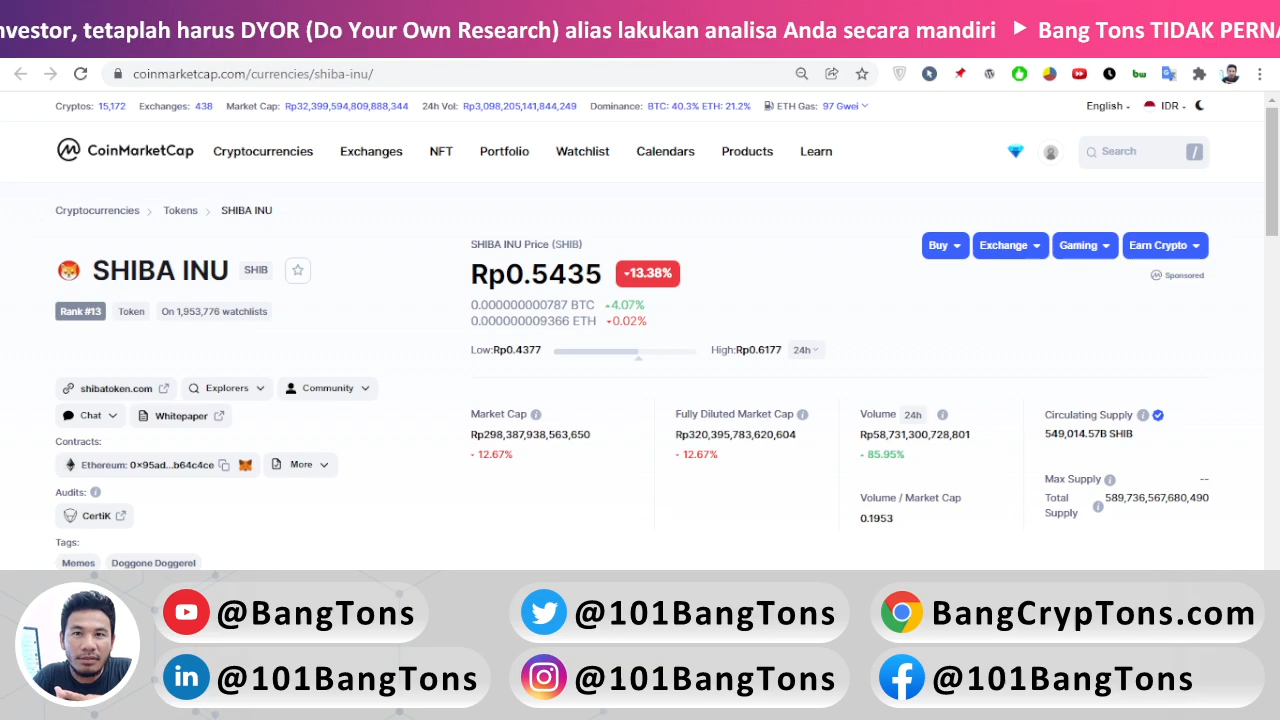 nvestor, tetaplah harus DYOR (Do Your Own Research) alias lakukan analisa Anda secara mandiri ▶ Bang Tons TIDAK PERNA
coinmarketcap.com/currencies/shiba-inu/
Cryptos: 15,172 Exchanges: 438 Market Cap: Rp32,399,594,809,888,344 24h Vol: Rp3,098,205,141,844,249 Dominance: BTC: 40.3% ETH: 21.2% ETH Gas: 97 Gwei English IDR
CoinMarketCap Cryptocurrencies Exchanges NFT Portfolio Watchlist Calendars Products Learn Search /
Cryptocurrencies > Tokens > SHIBA INU
SHIBA INU Price (SHIB)
Buy Exchange Gaming Earn Crypto
SHIBA INU SHIB
Rp0.5435 -13.38%
Sponsored
0.000000000787 BTC 4.07%
Rank #13 Token On 1,953,776 watchlists
0.000000009366 ETH 0.02%
Low:Rp0.4377 High:Rp0.6177 24h
shibatoken.com Explorers Community
Chat Whitepaper
Market Cap Fully Diluted Market Cap Volume 24h Circulating Supply
Rp298,387,938,563,650 Rp320,395,783,620,604 Rp58,731,300,728,801 549,014.57B SHIB
Contracts:
12.67% 12.67% 85.95%
Ethereum: 0x95ad...b64c4ce More
Max Supply --
Audits:
Volume / Market Cap
Total Supply 589,736,567,680,490
CertiK
0.1953
Tags:
Memes Doggone Doggerel
@BangTons @101BangTons BangCrypTons.com
in @101BangTons @101BangTons @101BangTons